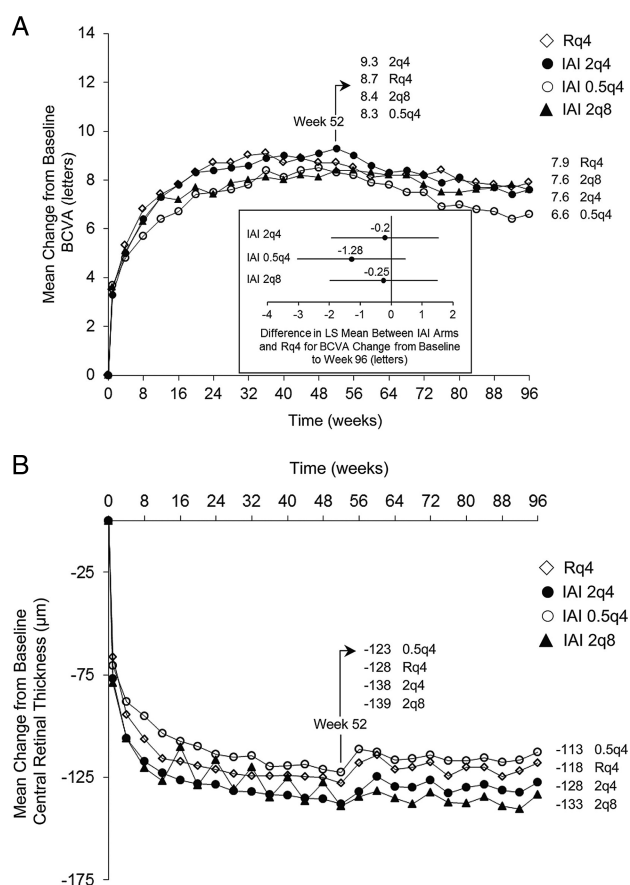 A
Mean Change from Baseline
BCVA (letters)
14
12
10
8
6
4
2
0
9.3 2q4
8.7 Rq4
8.4 2q8
8.3 0.5q4
Week 52
Rq4
IAI 2q4
IAI 0.5q4
IAI 2q8
7.9 Rq4
7.6 2q8
7.6 2q4
6.6 0.5q4
IAI 2q4
-0.2
IAI 0.5q4
-1.28
IAI 2q8
-0.25
-4 -3 -2 -1 0 1 2
Difference in LS Mean Between IAI Arms
and Rq4 for BCVA Change from Baseline
to Week 96 (letters)
0 8 16 24 32 40 48 56 64 72 80 88 96
Time (weeks)
B
Time (weeks)
0 8 16 24 32 40 48 56 64 72 80 88 96
Mean Change from Baseline
Central Retinal Thickness (µm)
-25
-75
-125
-175
Rq4
IAI 2q4
IAI 0.5q4
IAI 2q8
-123 0.5q4
-128 Rq4
-138 2q4
-139 2q8
Week 52
-113 0.5q4
-118 Rq4
-128 2q4
-133 2q8